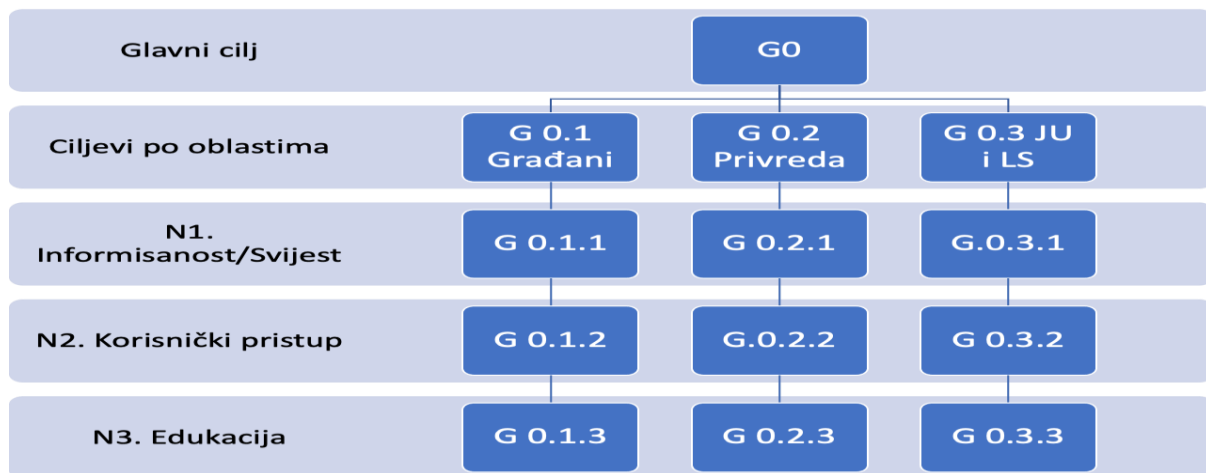 Glavni cilj
G0
Ciljevi po oblastima
G 0.1
Građani
G 0.2
Privreda
G 0.3 JU
i LS
N1.
Informisanost/Svijest
G 0.1.1
G 0.2.1
G.0.3.1
N2. Korisnički pristup
G 0.1.2
G.0.2.2
G 0.3.2
N3. Edukacija
G 0.1.3
G 0.2.3
G 0.3.3